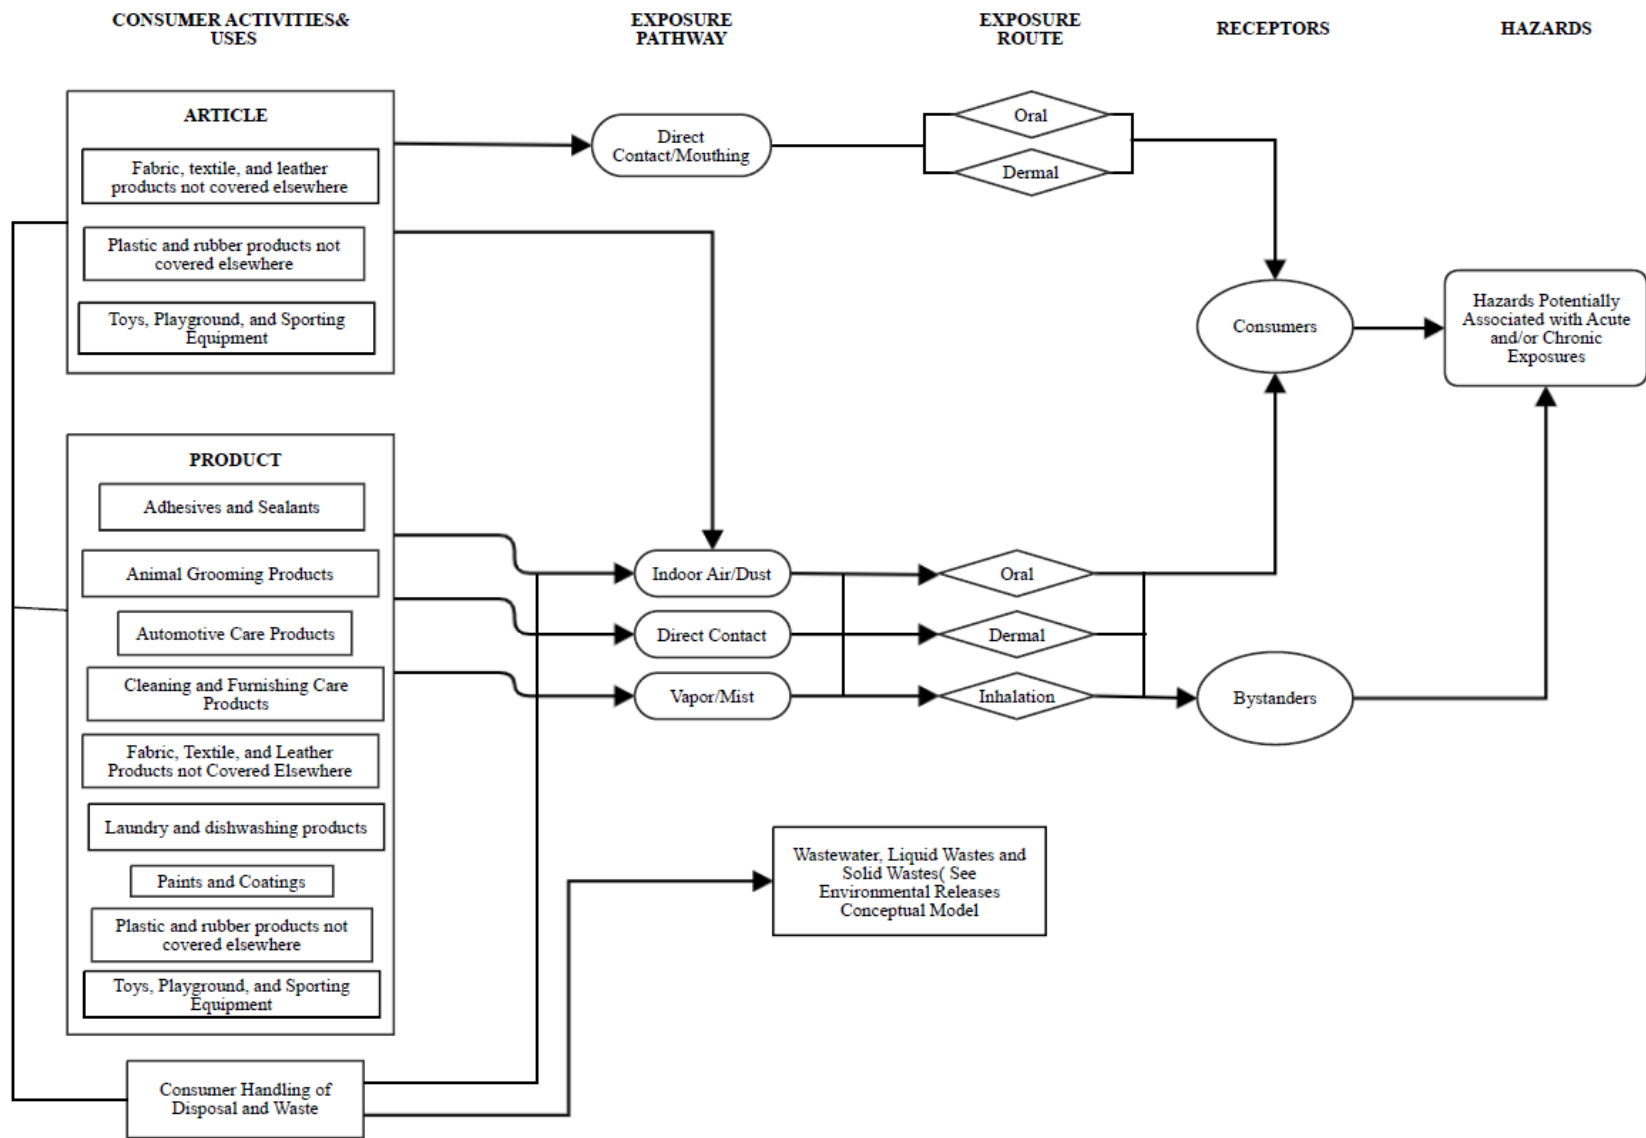 CONSUMER ACTIVITIES&
USES
EXPOSURE
PATHWAY
EXPOSURE
ROUTE
RECEPTORS
HAZARDS
ARTICLE
Fabric, textile, and leather
products not covered elsewhere
Plastic and rubber products not
covered elsewhere
Toys, Playground, and Sporting
Equipment
Direct
Contact/Mouthing
Oral
Dermal
Consumers
Hazards Potentially
Associated with Acute
and/or Chronic
Exposures
PRODUCT
Adhesives and Sealants
Animal Grooming Products
Automotive Care Products
Cleaning and Furnishing Care
Products
Fabric, Textile, and Leather
Products not Covered Elsewhere
Laundry and dishwashing products
Paints and Coatings
Plastic and rubber products not
covered elsewhere
Toys, Playground, and Sporting
Equipment
Indoor Air/Dust
Oral
Direct Contact
Dermal
Vapor/Mist
Inhalation
Bystanders
Wastewater, Liquid Wastes and
Solid Wastes( See
Environmental Releases
Conceptual Model
Consumer Handling of
Disposal and Waste